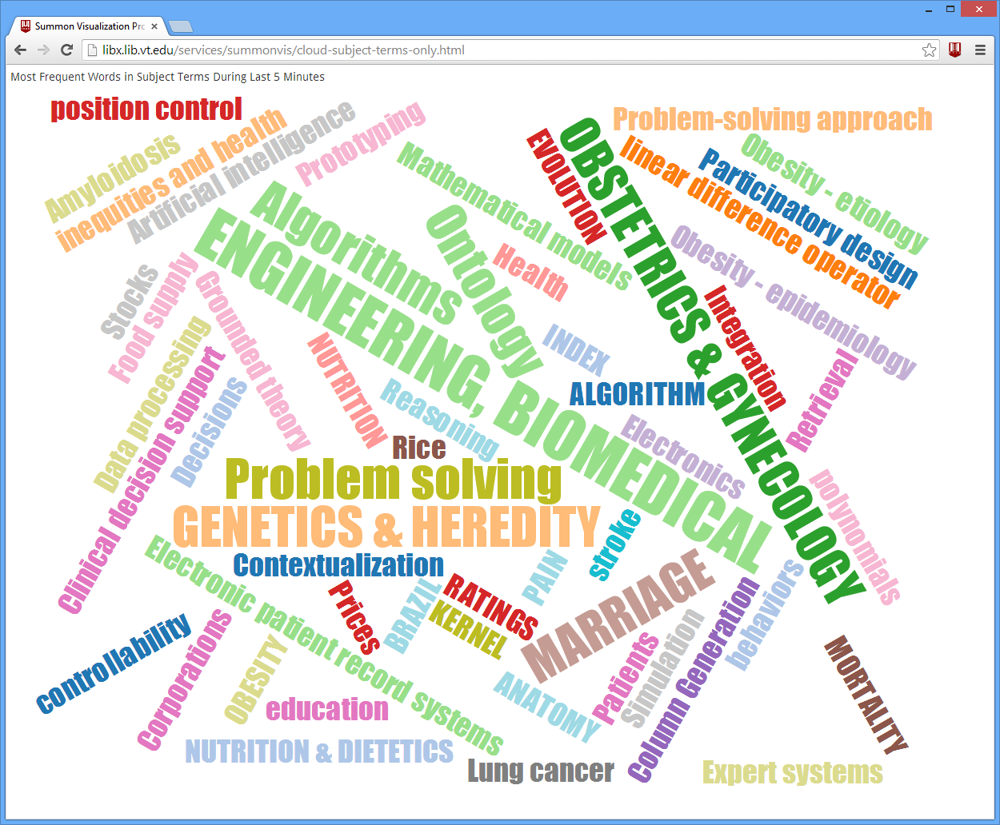 Summon Visualization Pro
libx.lib.vt.edu/services/summonvis/cloud-subject-terms-only.html
Most Frequent Words in Subject Terms During Last 5 Minutes
position control
Problem-solving approach
Amyloidosis
inequities and health
Artificial intelligence
Prototyping
Mathematical models
EVOLUTION
OBSTETRICS & GYNECOLOGY
linear difference operator
Participatory design
Obesity - etiology
Algorithms
ENGINEERING, BIOMEDICAL
Ontology
Health
Obesity - epidemiology
Stocks
Food supply
Grounded theory
Integration
Data processing
Clinical decision support
Decisions
NUTRITION
Reasoning
INDEX
ALGORITHM
Retrieval
Electronics
Rice
Problem solving
GENETICS & HEREDITY
polynomials
stroke
Contextualization
Electronic patient record systems
PAIN
MARRIAGE
Prices
BRAZIL
RATINGS
KERNEL
behaviors
Column Generation
controllability
Corporations
OBESITY
Patients
Simulation
MORTALITY
ANATOMY
education
NUTRITION & DIETETICS
Lung cancer
Expert systems